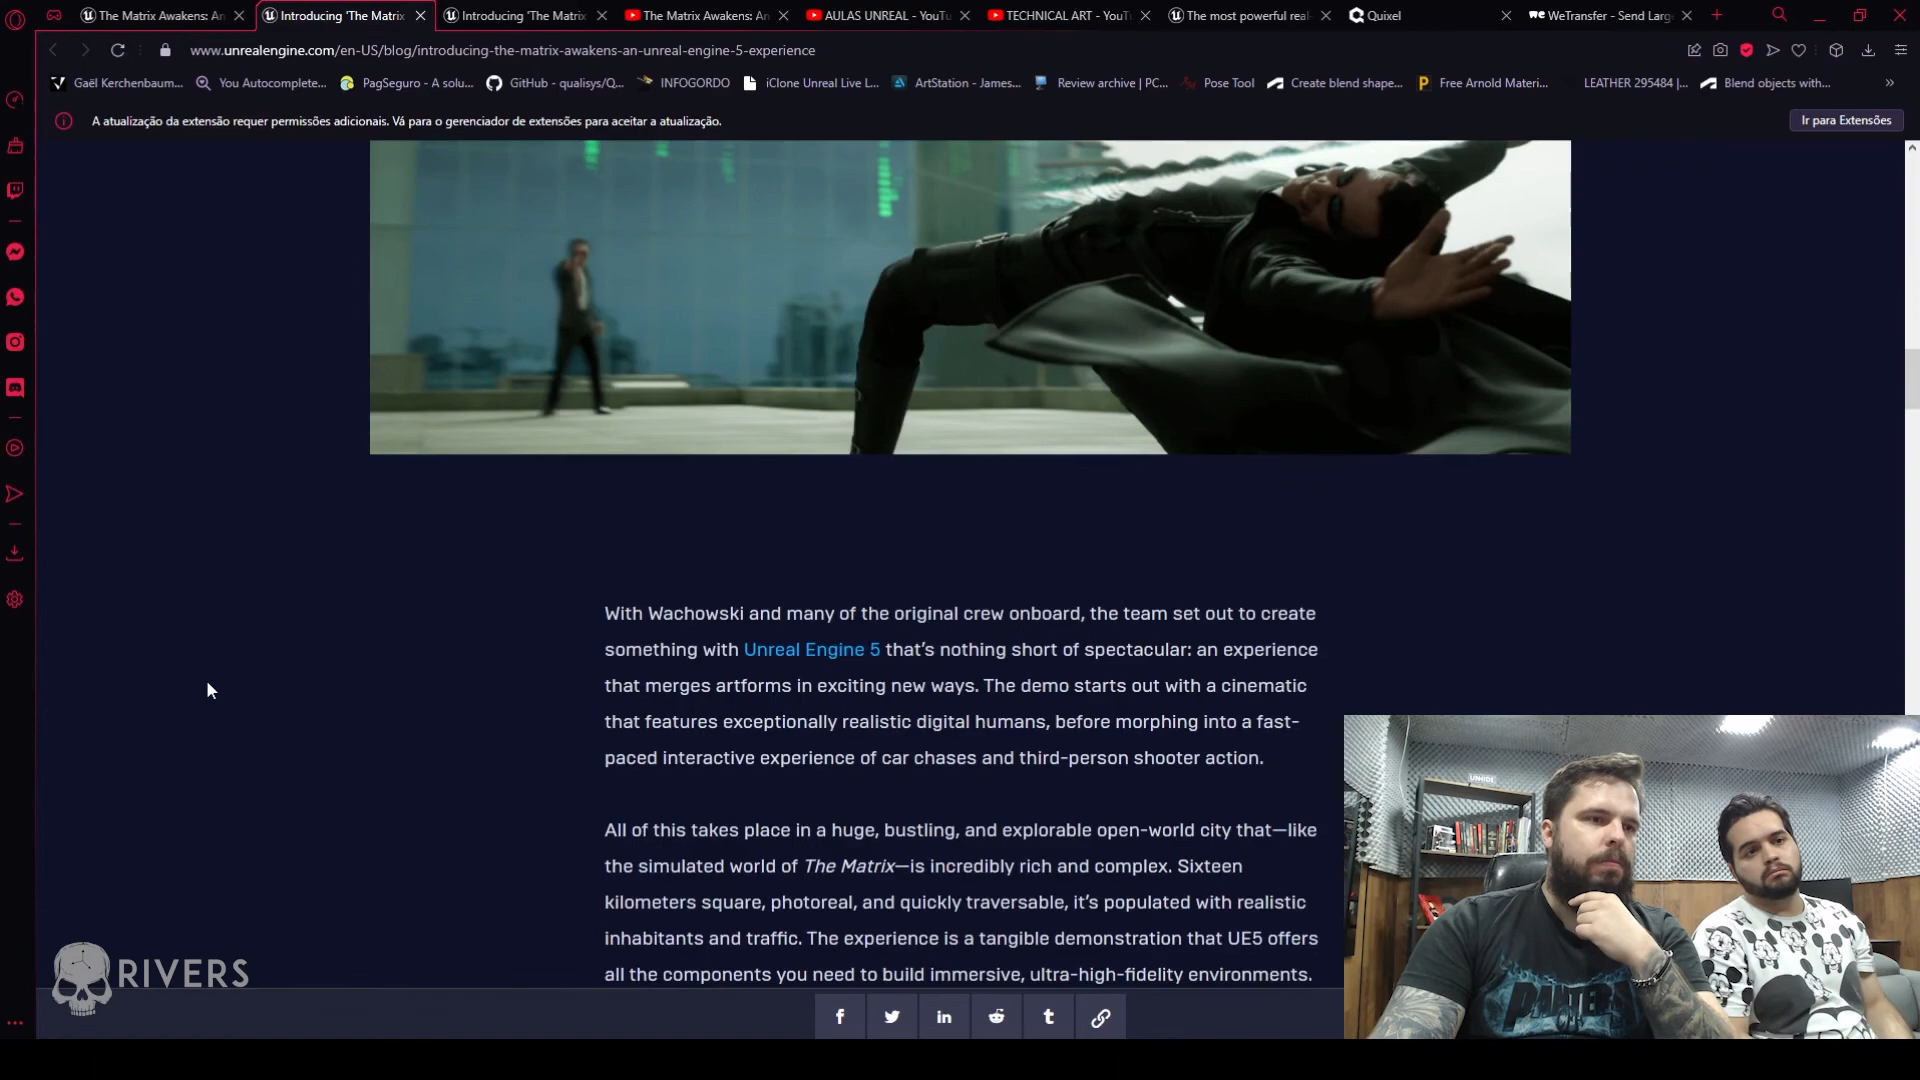 The Matrix Awakens: An
Introducing 'The Matrix
Introducing 'The Matrix
The Matrix Awakens: An
AULAS UNREAL - YouTu
TECHNICAL ART - YouTu
The most powerful real-
Quixel
we WeTransfer - Send Larg
www.unrealengine.com/en-US/blog/introducing-the-matrix-awakens-an-unreal-engine-5-experience
Gaël Kerchenbaum...
You Autocomplete...
PagSeguro - A solu...
GitHub - qualisys/Q...
INFOGORDO
iClone Unreal Live L...
ArtStation - James...
Review archive | PC...
Pose Tool
Create blend shape...
Free Arnold Materi...
LEATHER 295484 |...
Blend objects with...
A atualização da extensão requer permissões adicionais. Vá para o gerenciador de extensões para aceitar a atualização.
Ir para Extensões
With Wachowski and many of the original crew onboard, the team set out to create
something with Unreal Engine 5 that's nothing short of spectacular: an experience
that merges artforms in exciting new ways. The demo starts out with a cinematic
that features exceptionally realistic digital humans, before morphing into a fast-
paced interactive experience of car chases and third-person shooter action.
All of this takes place in a huge, bustling, and explorable open-world city that—like
the simulated world of The Matrix—is incredibly rich and complex. Sixteen
kilometers square, photoreal, and quickly traversable, it's populated with realistic
inhabitants and traffic. The experience is a tangible demonstration that UE5 offers
all the components you need to build immersive, ultra-high-fidelity environments.
RIVERS
UNHIDE
PANTERA